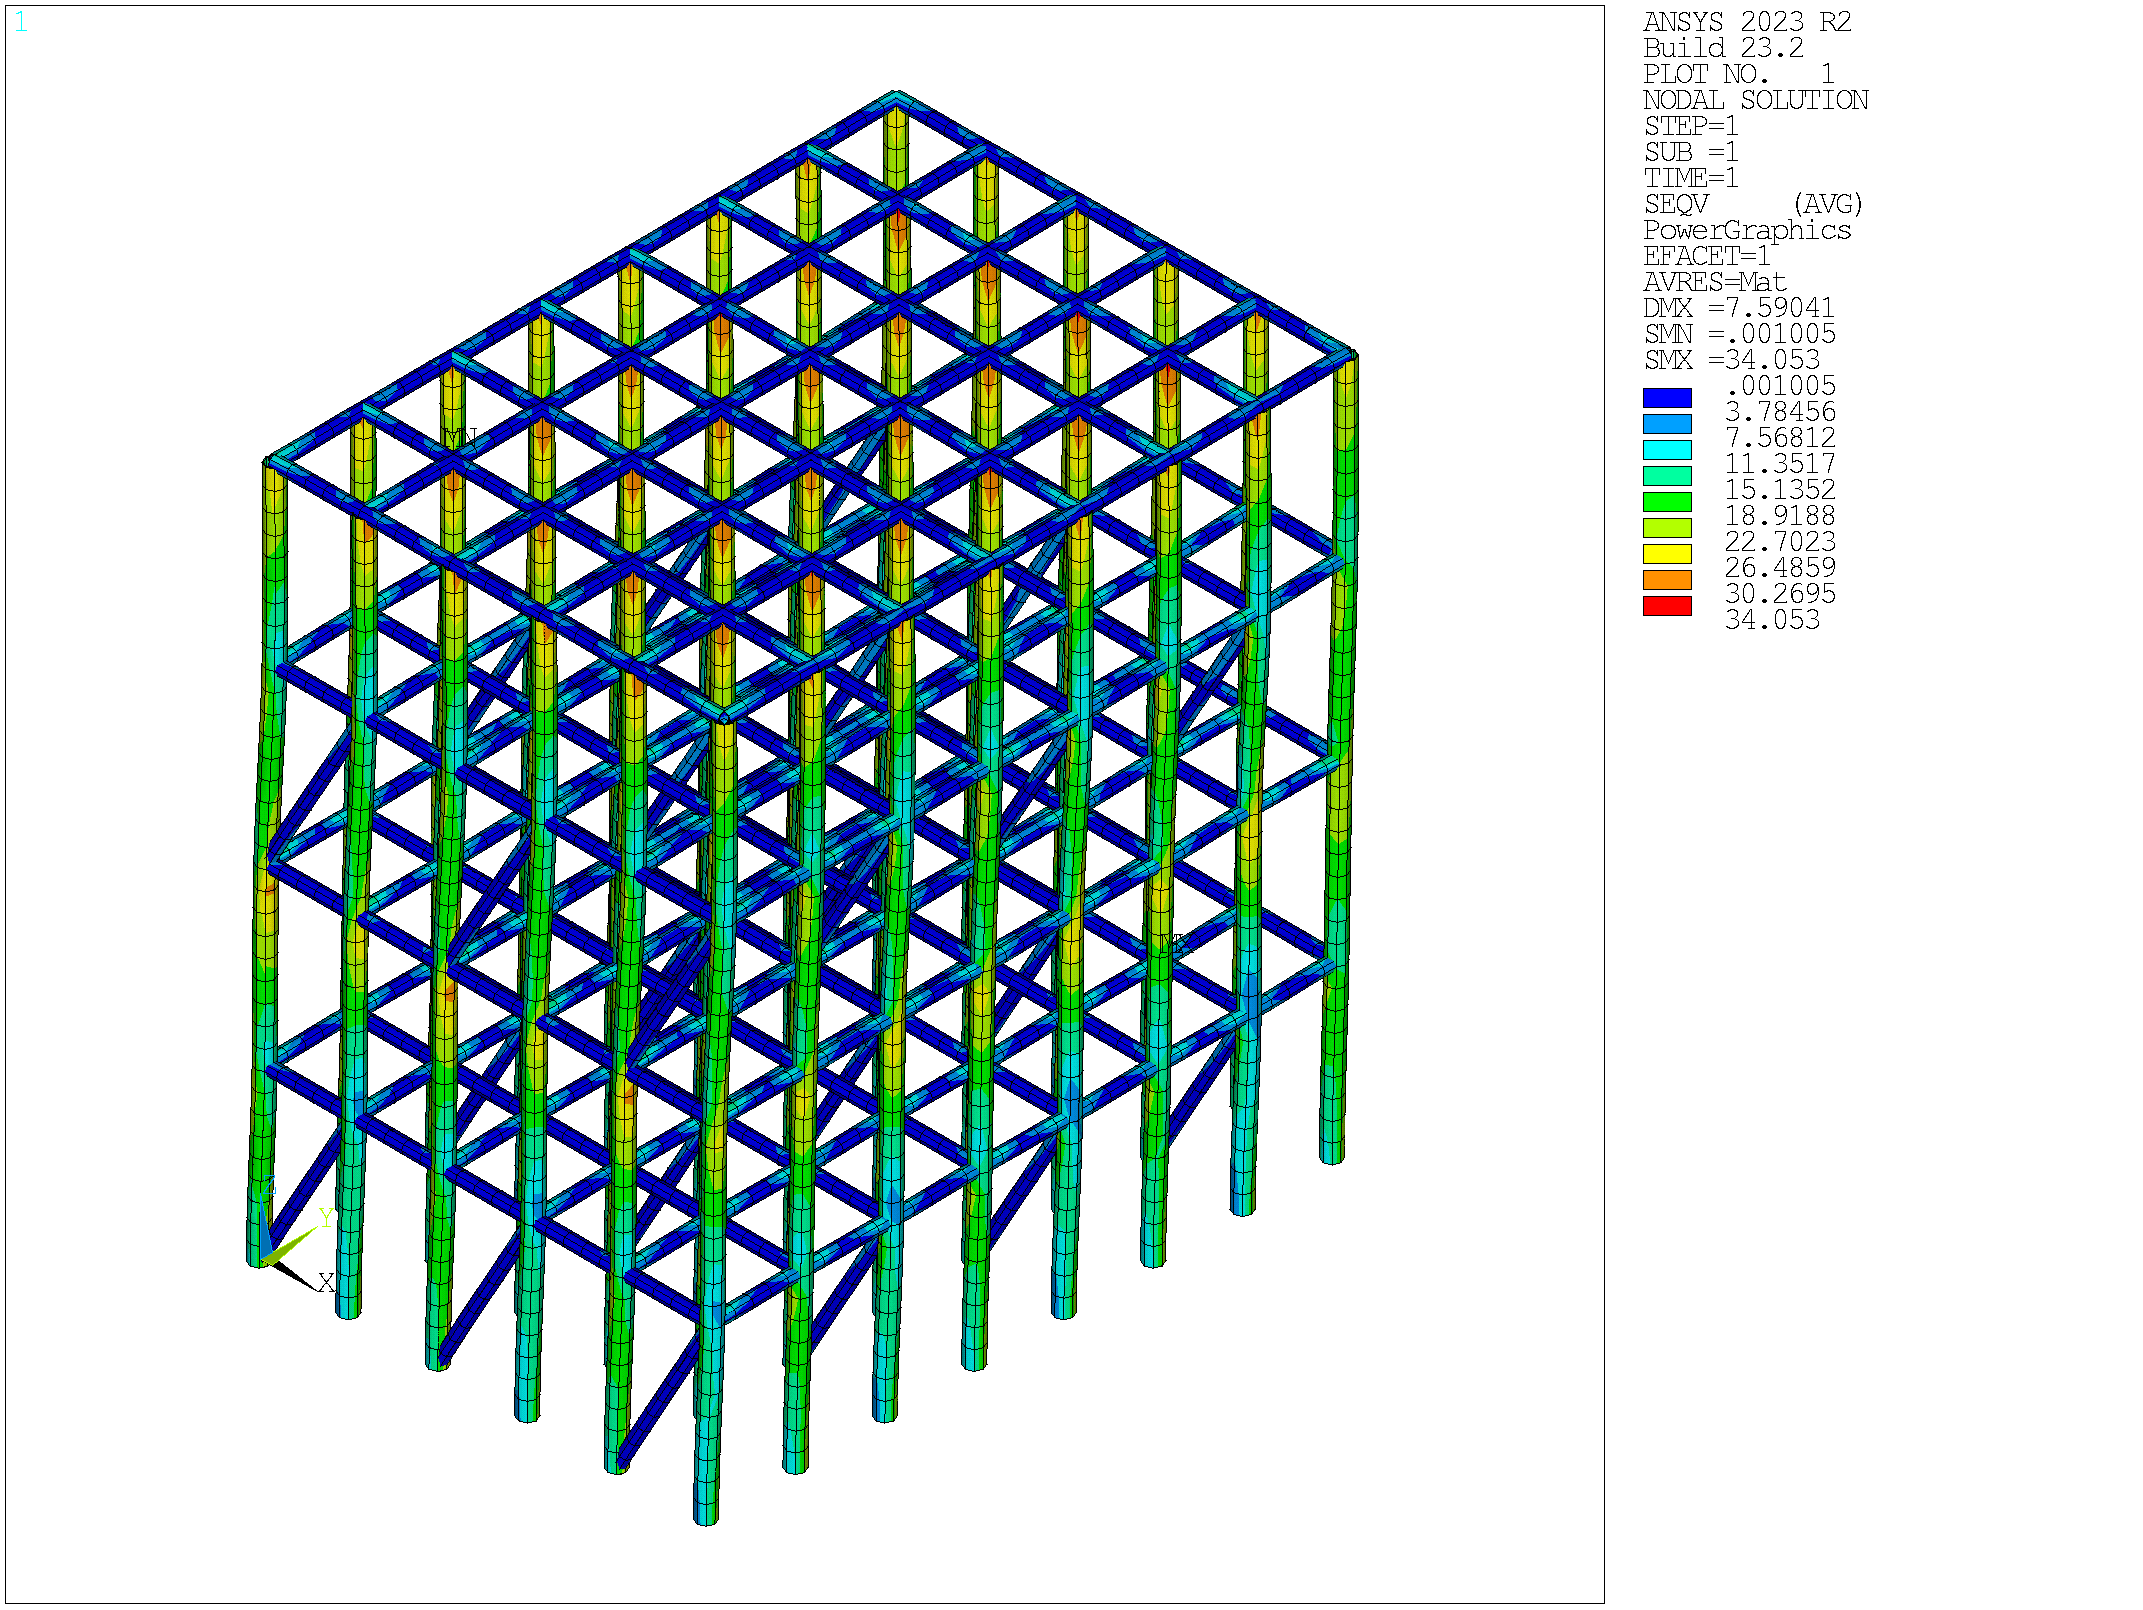 1
ANSYS 2023 R2
Build 23.2
PLOT NO. 1
NODAL SOLUTION
STEP=1
SUB =1
TIME=1
SEQV (AVG)
PowerGraphics
EFACET=1
AVRES=Mat
DMX =7.59041
SMN =.001005
SMX =34.053
.001005
3.78456
7.56812
11.3517
15.1352
18.9188
22.7023
26.4859
30.2695
34.053
MN
MX
Y
X